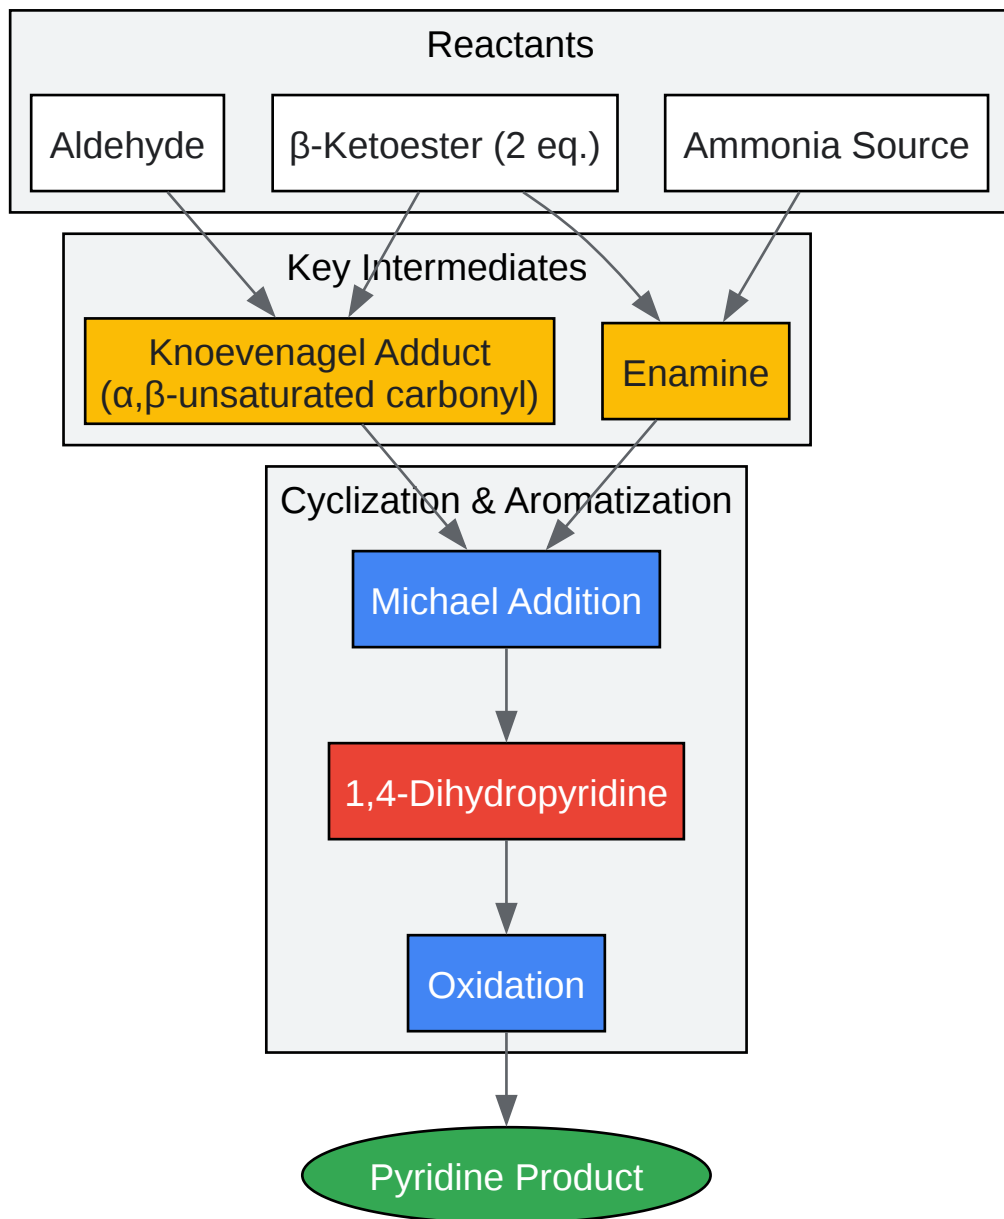 Reactants
Aldehyde
β-Ketoester (2 eq.)
Ammonia Source
Key Intermediates
Knoevenagel Adduct
(α,β-unsaturated carbonyl)
Enamine
Cyclization & Aromatization
Michael Addition
1,4-Dihydropyridine
Oxidation
Pyridine Product